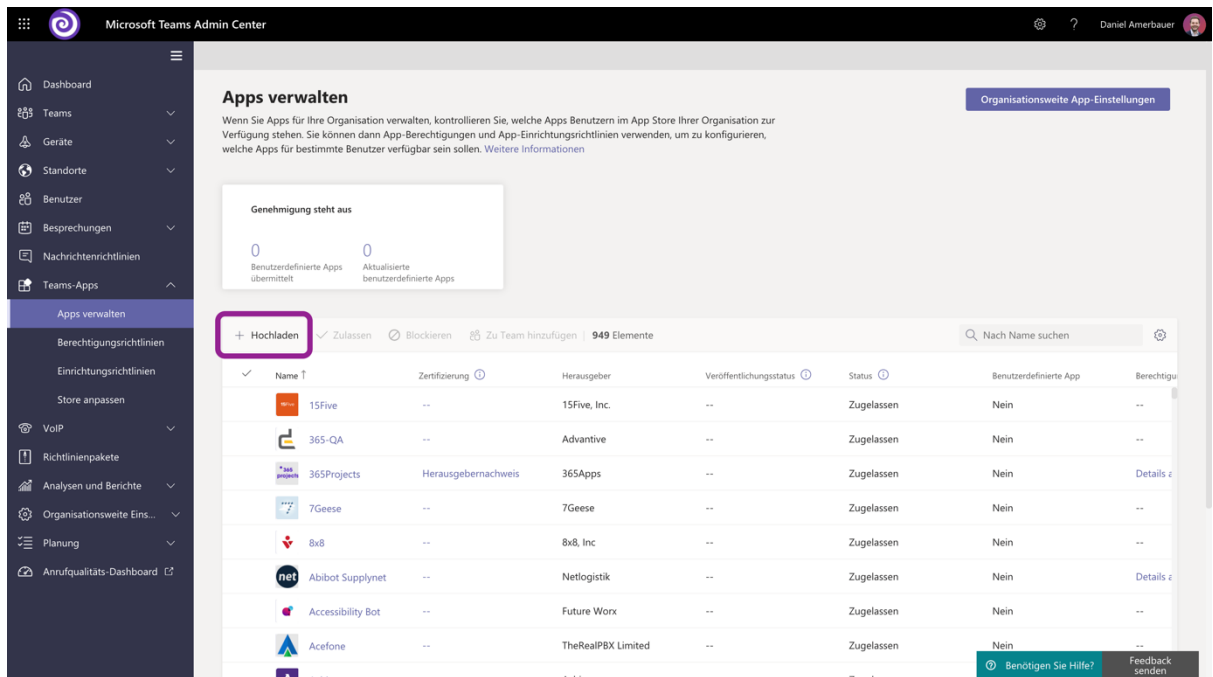 Microsoft Teams Admin Center
Daniel Amerbauer
Dashboard
Teams
Geräte
Standorte
Benutzer
Besprechungen
Nachrichtenrichtlinien
Teams-Apps
Apps verwalten
Berechtigungsrichtlinien
Einrichtungsrichtlinien
Store anpassen
VoIP
Richtlinienpakete
Analysen und Berichte
Organisationsweite Eins...
Planung
Anrufqualitäts-Dashboard
Apps verwalten
Organisationsweite App-Einstellungen
Wenn Sie Apps für Ihre Organisation verwalten, kontrollieren Sie, welche Apps Benutzern im App Store Ihrer Organisation zur
Verfügung stehen. Sie können dann App-Berechtigungen und App-Einrichtungsrichtlinien verwenden, um zu konfigurieren,
welche Apps für bestimmte Benutzer verfügbar sein sollen. Weitere Informationen
Genehmigung steht aus
0 0
Benutzerdefinierte Apps Aktualisierte
übermittelt benutzerdefinierte Apps
+ Hochladen Zulassen Blockieren Zu Team hinzufügen | 949 Elemente Nach Name suchen
Name ↑ Zertifizierung Herausgeber Veröffentlichungsstatus Status Benutzerdefinierte App Berechtigu
15Five -- 15Five, Inc. -- Zugelassen Nein --
365-QA -- Advantive -- Zugelassen Nein --
365Projects Herausgebernachweis 365Apps -- Zugelassen Nein Details a
7Geese -- 7Geese -- Zugelassen Nein --
8x8 -- 8x8, Inc -- Zugelassen Nein --
net Abibot Supplynet -- Netlogistik -- Zugelassen Nein Details a
Accessibility Bot -- Future Worx -- Zugelassen Nein --
Acefone -- TheRealPBX Limited -- Zugelassen Nein --
Benötigen Sie Hilfe?
Feedback
senden